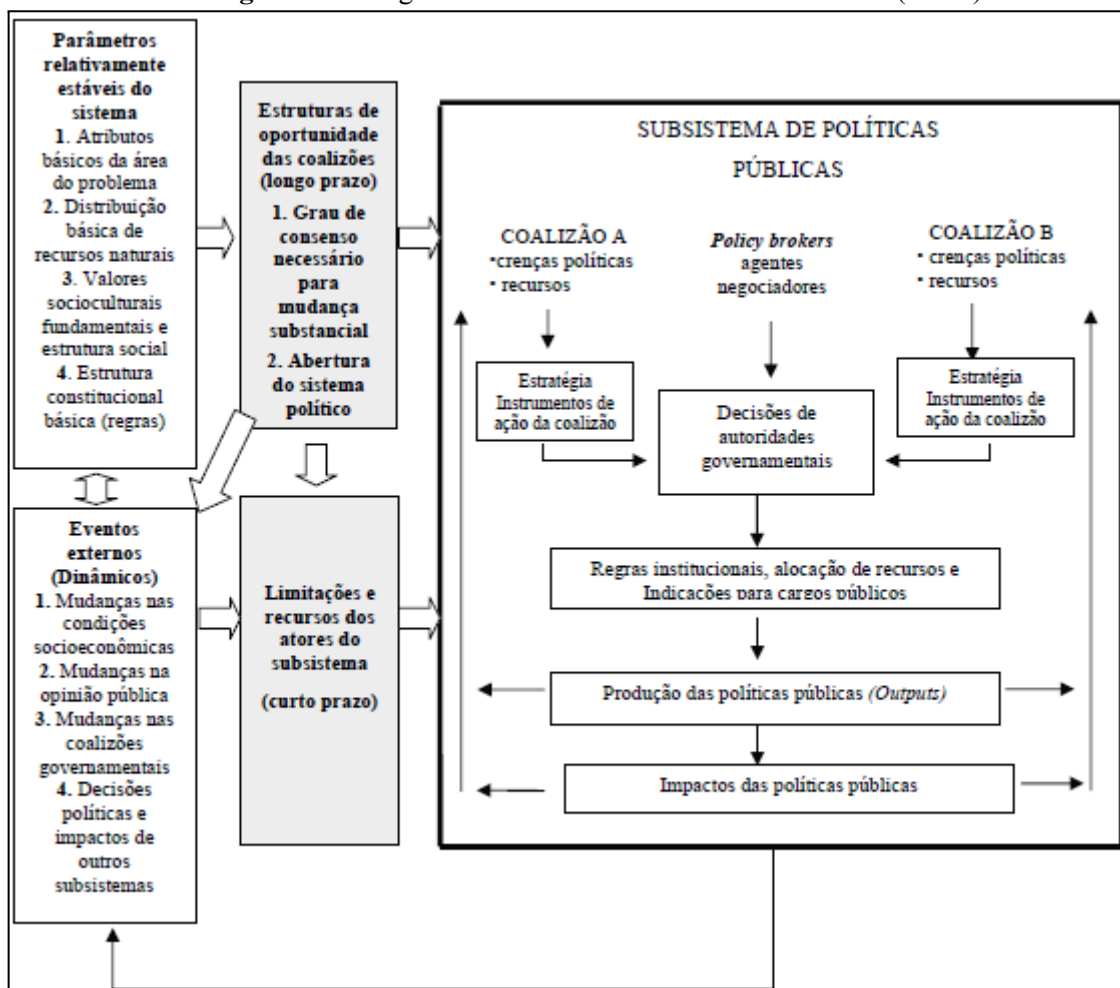 Parâmetros
relativamente
estáveis do
sistema
1. Atributos
básicos da área
do problema
2. Distribuição
básica de
recursos naturais
3. Valores
socioculturais
fundamentais e
estrutura social
4. Estrutura
constitucional
básica (regras)
Estruturas de
oportunidade
das coalizões
(longo prazo)
1. Grau de
consenso
necessário
para
mudança
substancial
2. Abertura
do sistema
político
Eventos
externos
(Dinâmicos)
1. Mudanças nas
condições
socioeconômicas
2. Mudanças na
opinião pública
3. Mudanças nas
coalizões
governamentais
4. Decisões
políticas e
impactos de
outros
subsistemas
Limitações e
recursos dos
atores do
subsistema
(curto prazo)
SUBSISTEMA DE POLÍTICAS
PÚBLICAS
COALIZÃO A
• crenças políticas
• recursos
Policy brokers
agentes
negociadores
COALIZÃO B
• crenças políticas
• recursos
Estratégia
Instrumentos de
ação da coalizão
Decisões de
autoridades
governamentais
Estratégia
Instrumentos de
ação da coalizão
Regras institucionais, alocação de recursos e
Indicações para cargos públicos
Produção das políticas públicas (Outputs)
Impactos das políticas públicas